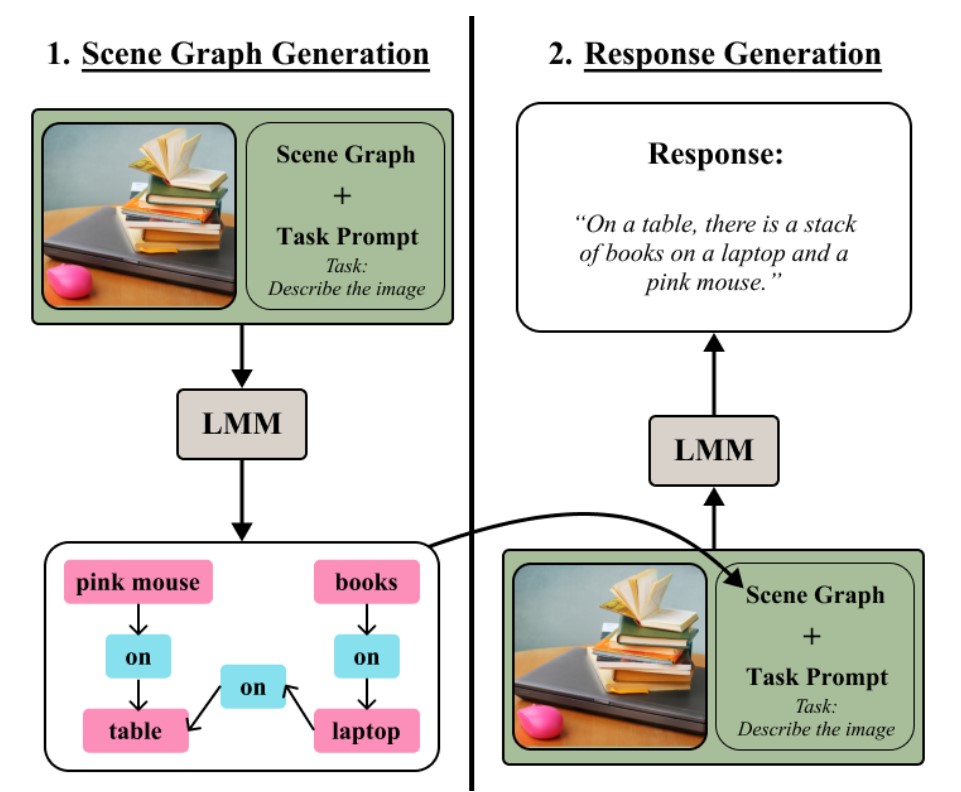 1. Scene Graph Generation
Scene Graph
+
Task Prompt
Task:
Describe the image
LMM
pink mouse
books
on
on
on
table
laptop
2. Response Generation
Response:
“On a table, there is a stack
of books on a laptop and a
pink mouse.”
LMM
Scene Graph
+
Task Prompt
Task:
Describe the image